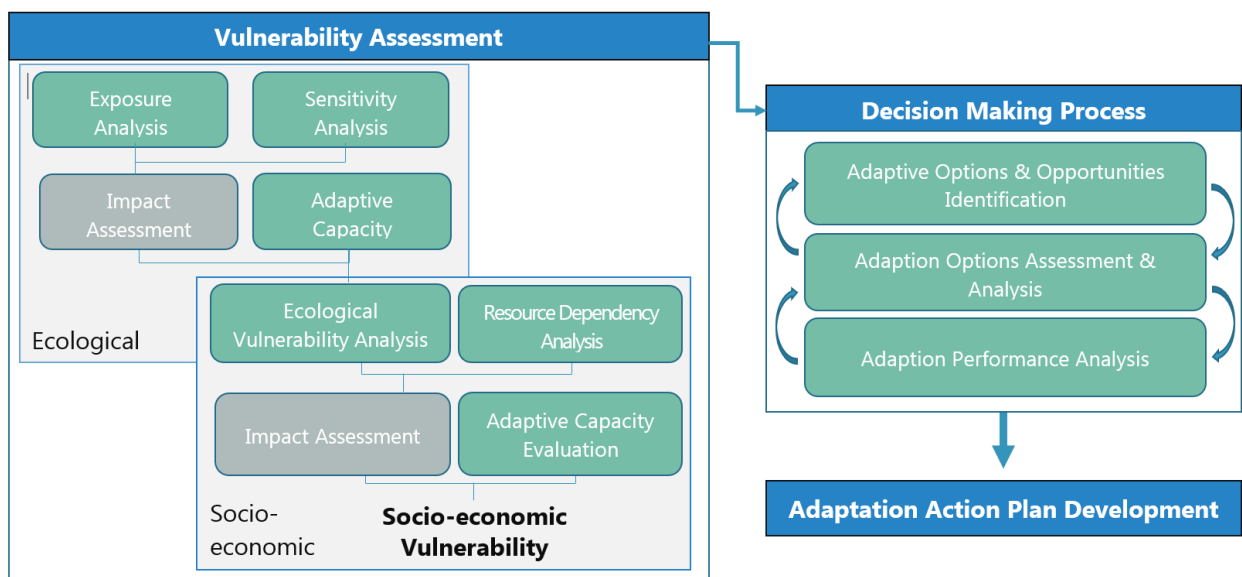 Vulnerability Assessment
Exposure
Analysis
Sensitivity
Analysis
Impact
Assessment
Adaptive
Capacity
Ecological
Ecological
Vulnerability Analysis
Resource Dependency
Analysis
Impact Assessment
Adaptive Capacity
Evaluation
Socio-
economic
Socio-economic
Vulnerability
Decision Making Process
Adaptive Options & Opportunities
Identification
Adaption Options Assessment &
Analysis
Adaption Performance Analysis
Adaptation Action Plan Development